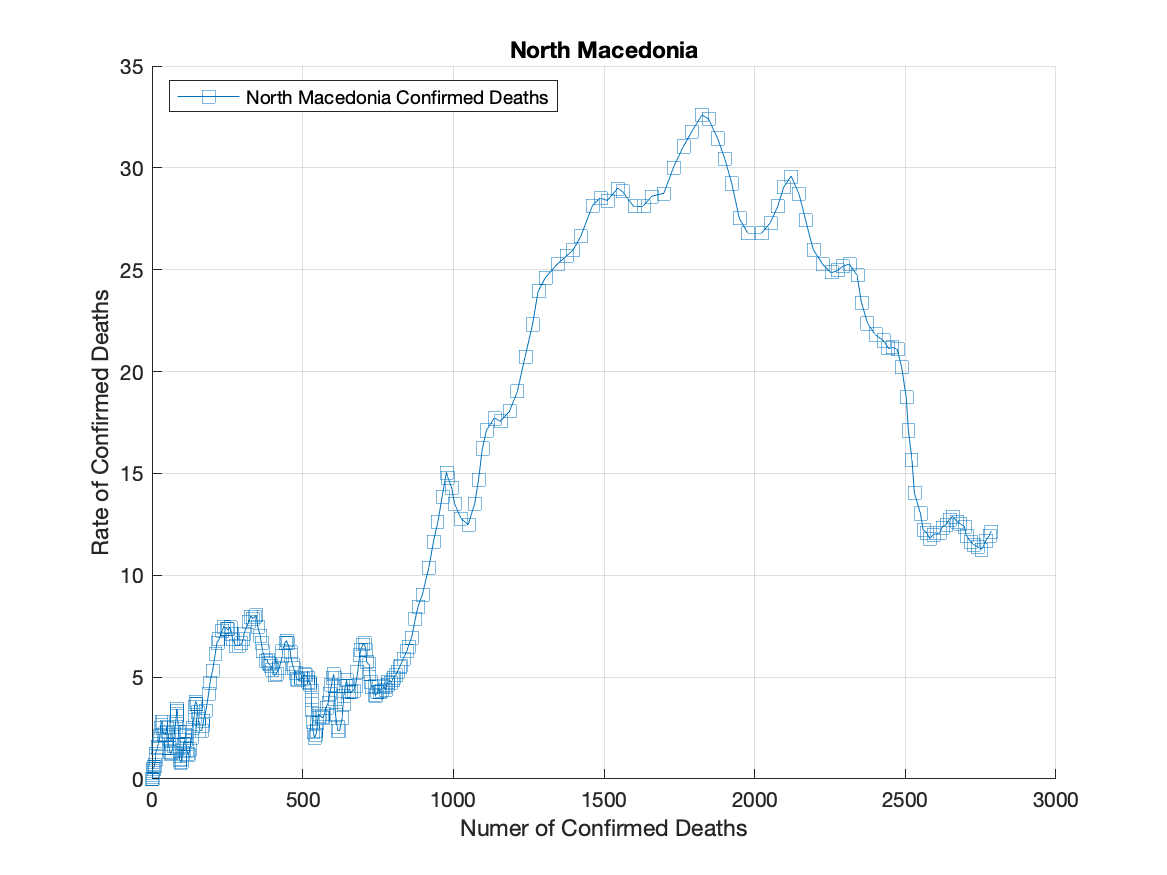 North Macedonia
North Macedonia Confirmed Deaths
35
30
25
20
15
10
5
0
Rate of Confirmed Deaths
0 500 1000 1500 2000 2500 3000
Numer of Confirmed Deaths